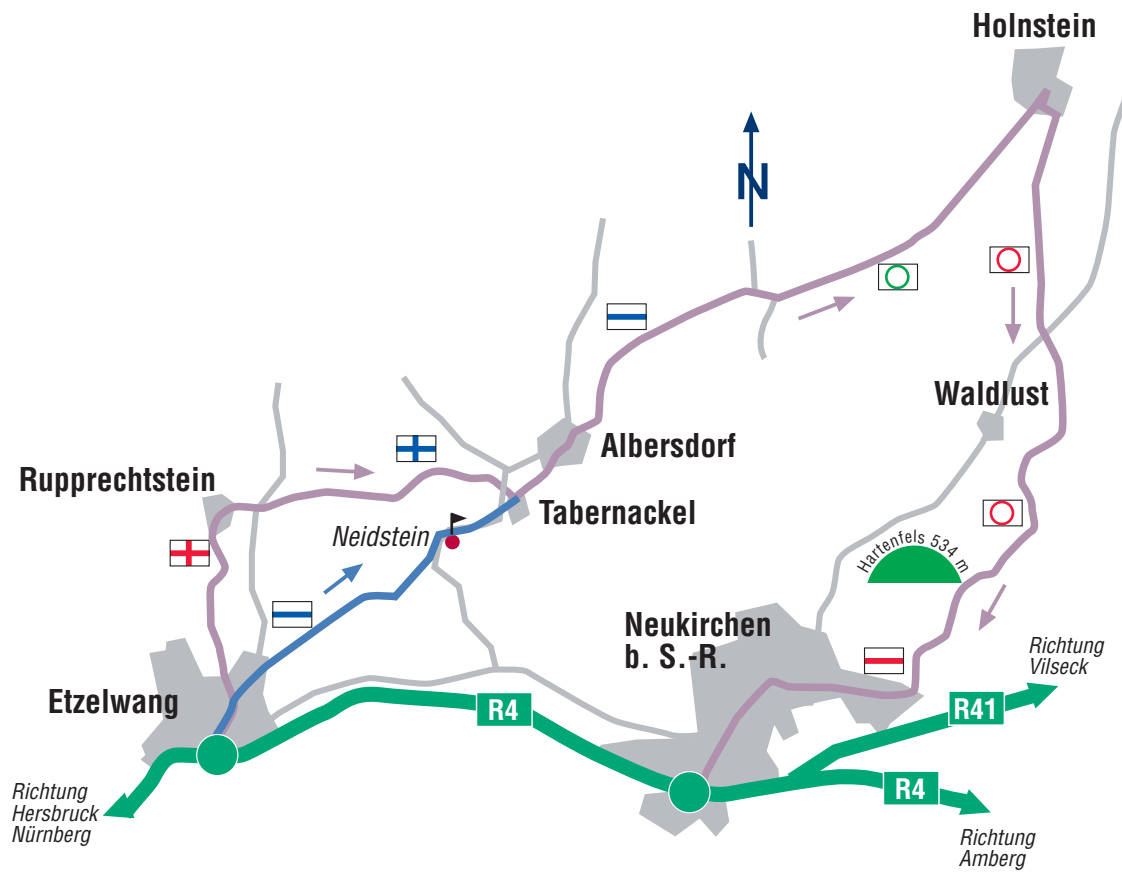 Holnstein
N
Waldlust
Albersdorf
Rupprechtstein
Tabernackel
Neidstein
Hartenfels 534 m
Neukirchen
b. S.-R.
Richtung
Vilseck
Etzelwang
R4
R41
R4
Richtung
Hersbruck
Nürnberg
Richtung
Amberg